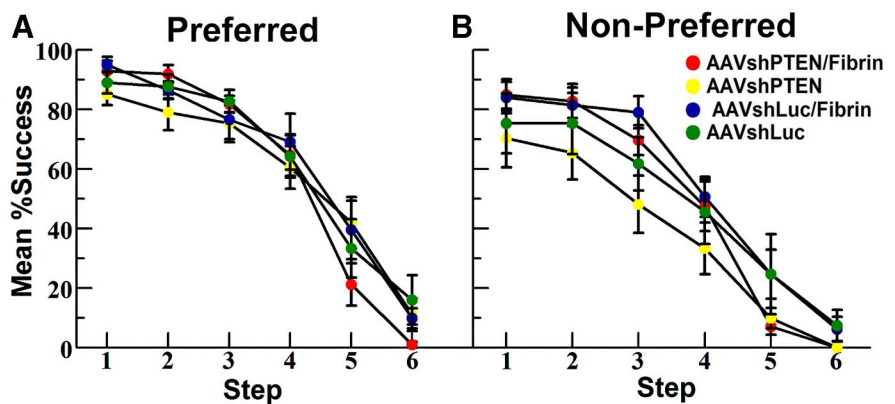 A Preferred
B Non-Preferred
AAVshPTEN/Fibrin
AAVshPTEN
AAVshLuc/Fibrin
AAVshLuc
Mean %Success
100
80
60
40
20
0
1 2 3 4 5 6
1 2 3 4 5 6
Step
Step